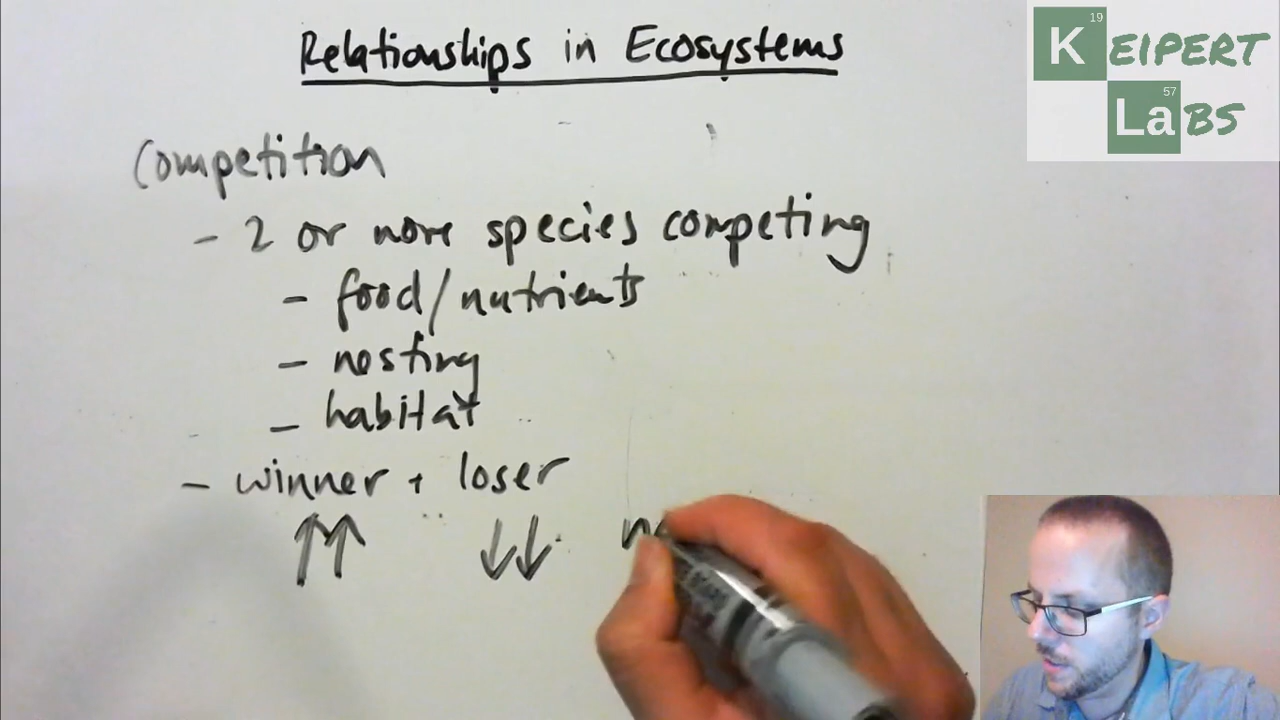 Relationships in Ecosystems
19
KEIPERT
57
LaBS
Competition
- 2 or more species competing
- food/nutrients
- nesting
- habitat
- winner + loser
↑↑ ↓↓